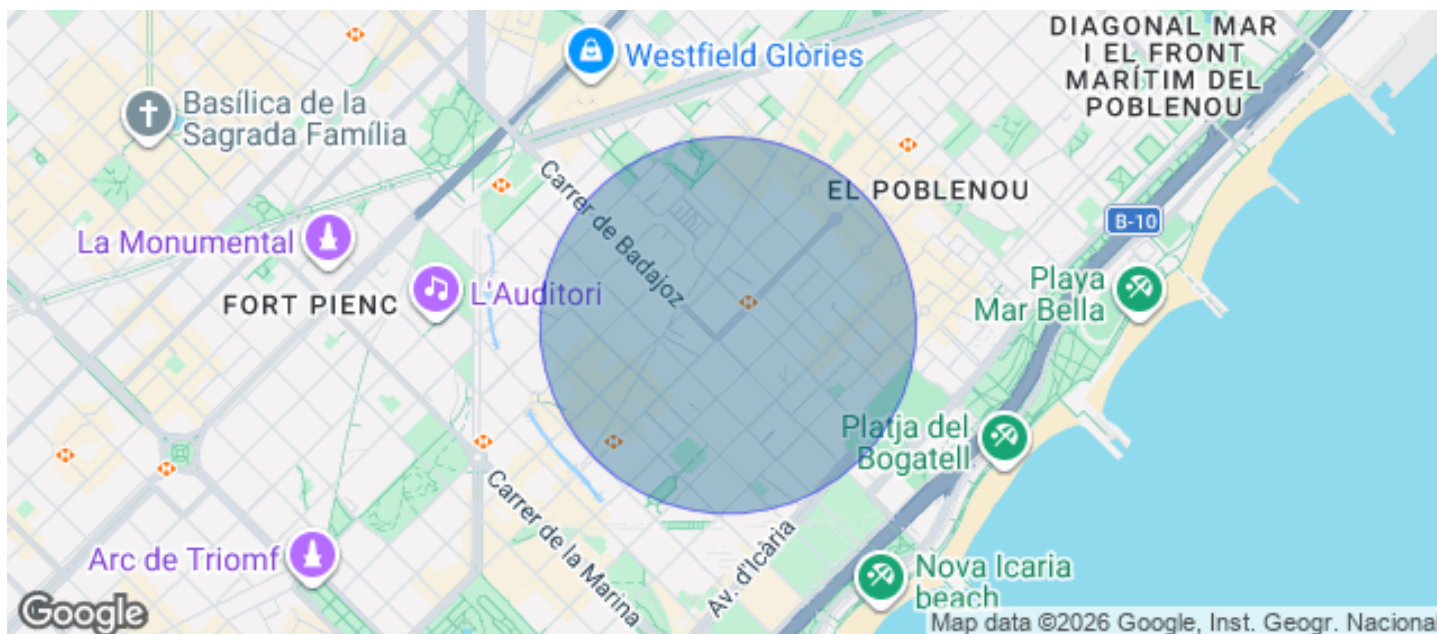 DIAGONAL MAR
I EL FRONT
MARÍTIM DEL
POBLENOU
Westfield Glòries
Basílica de la
Sagrada Família
Carrer de Badajoz
EL POBLENOU
B-10
La Monumental
L'Auditori
FORT PIENC
Playa
Mar Bella
Platja del
Bogatell
Carrer de la Marina
Av. d'Icària
Arc de Triomf
Nova Icaria
beach
Google
Map data ©2026 Google, Inst. Geogr. Naciona